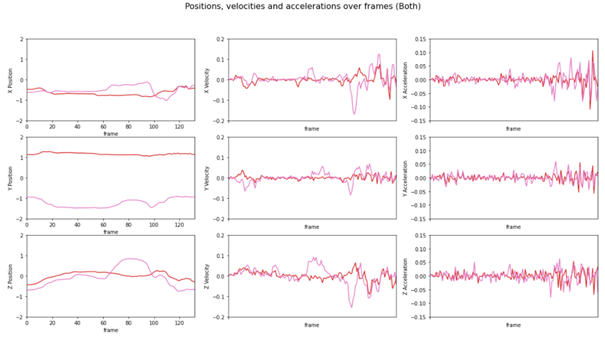 Positions, velocities and accelerations over frames (Both)
X Position
2
1
0
−1
−2
0 20 40 60 80 100 120
frame
X Velocity
0.2
0.1
0.0
−0.1
−0.2
frame
X Acceleration
0.15
0.10
0.05
0.00
−0.05
−0.10
−0.15
frame
Y Position
2
1
0
−1
−2
0 20 40 60 80 100 120
frame
Y Velocity
0.2
0.1
0.0
−0.1
−0.2
frame
Y Acceleration
0.15
0.10
0.05
0.00
−0.05
−0.10
−0.15
frame
Z Position
2
1
0
−1
−2
0 20 40 60 80 100 120
frame
Z Velocity
0.2
0.1
0.0
−0.1
−0.2
frame
Z Acceleration
0.15
0.10
0.05
0.00
−0.05
−0.10
−0.15
frame